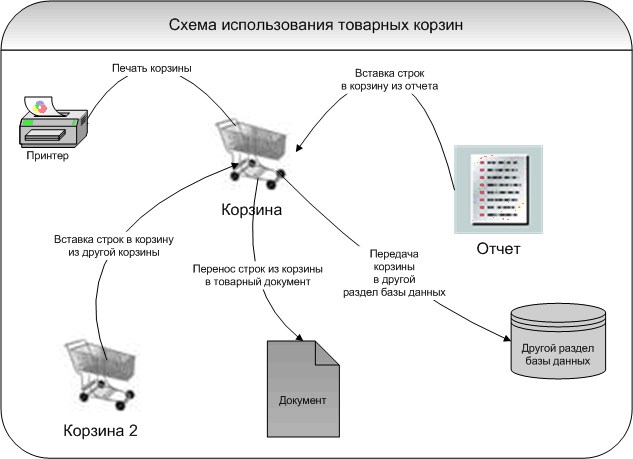 Схема использования товарных корзин
Печать корзины
Вставка строк
в корзину из отчета
Принтер
Корзина
Отчет
Вставка строк в корзину
из другой корзины
Перенос строк из корзины
в товарный документ
Передача
корзины
в другой
раздел базы данных
Другой раздел
базы данных
Документ
Корзина 2